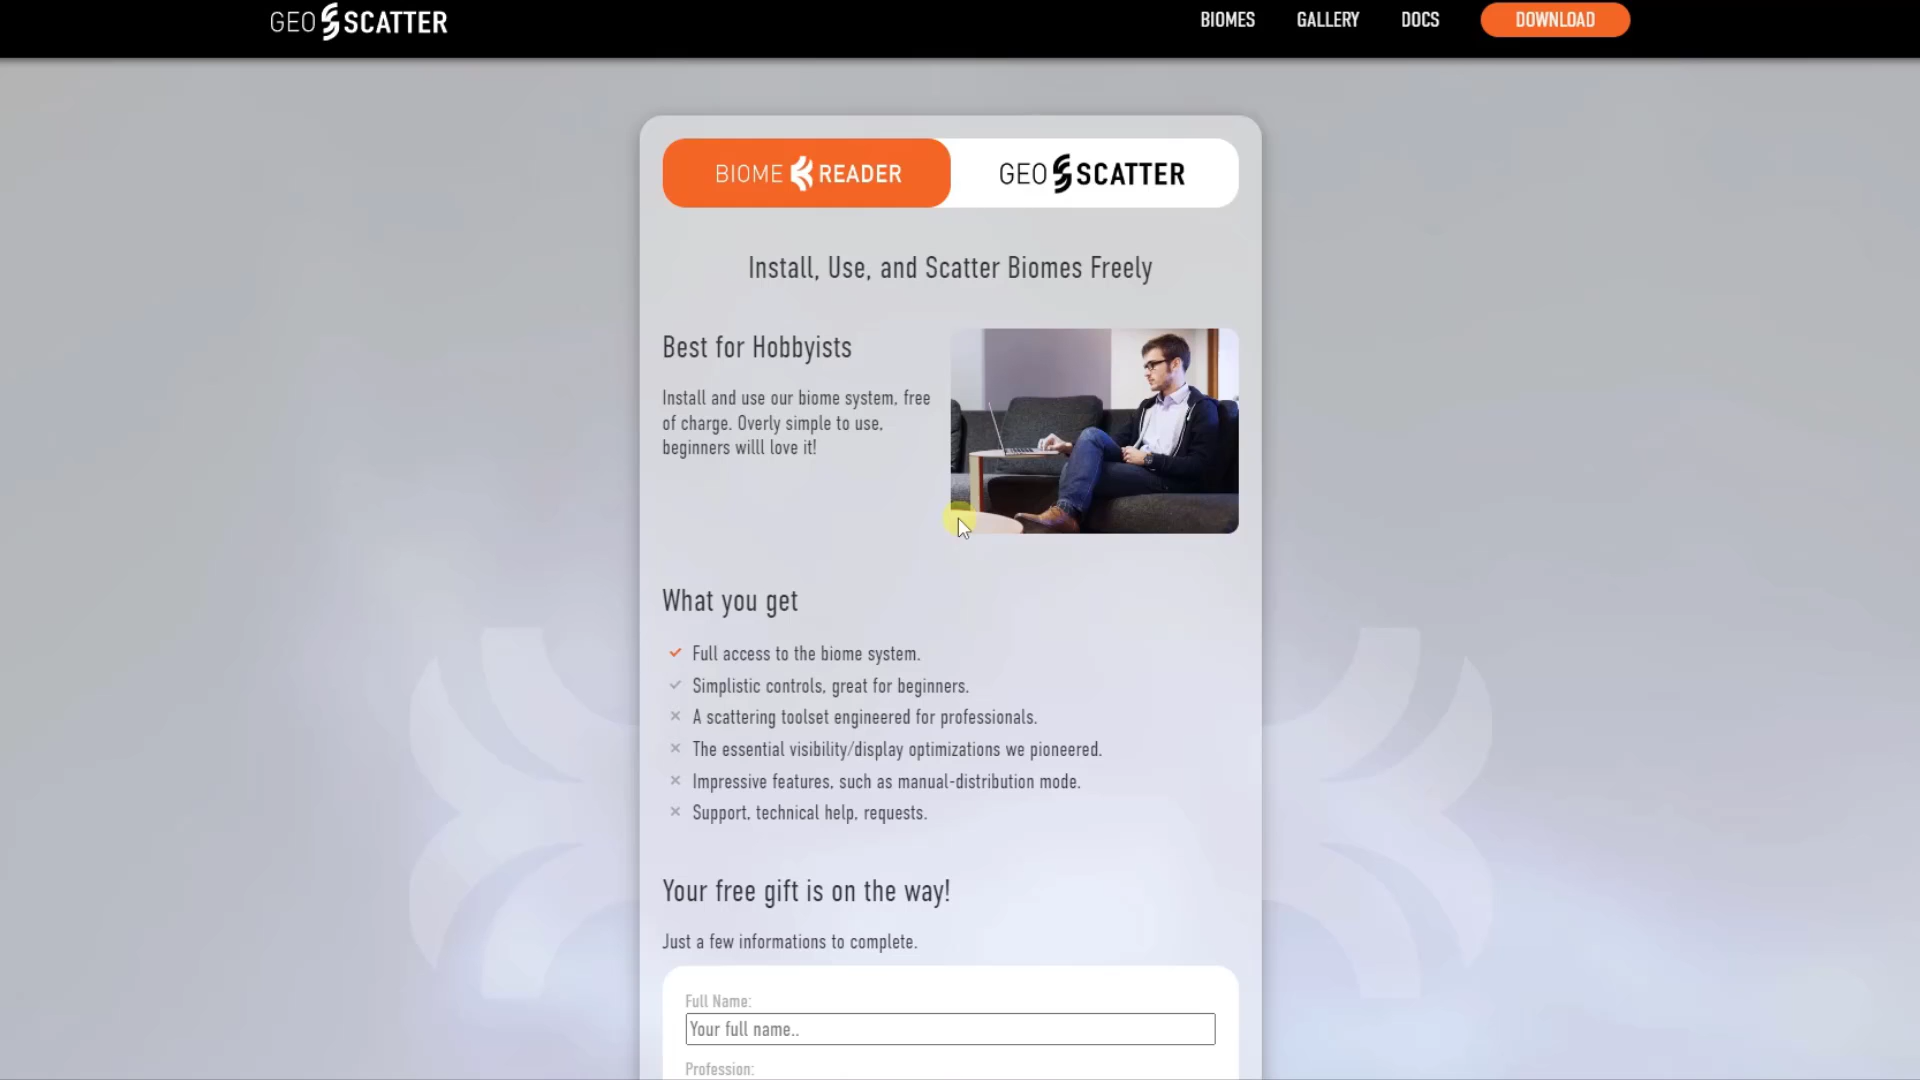 GEO SCATTER
BIOMES
GALLERY
DOCS
DOWNLOAD
BIOME READER
GEO SCATTER
Install, Use, and Scatter Biomes Freely
Best for Hobbyists
Install and use our biome system, free
of charge. Overly simple to use,
beginners willl love it!
What you get
Full access to the biome system.
Simplistic controls, great for beginners.
A scattering toolset engineered for professionals.
The essential visibility/display optimizations we pioneered.
Impressive features, such as manual-distribution mode.
Support, technical help, requests.
Your free gift is on the way!
Just a few informations to complete.
Full Name:
Your full name..
Profession: